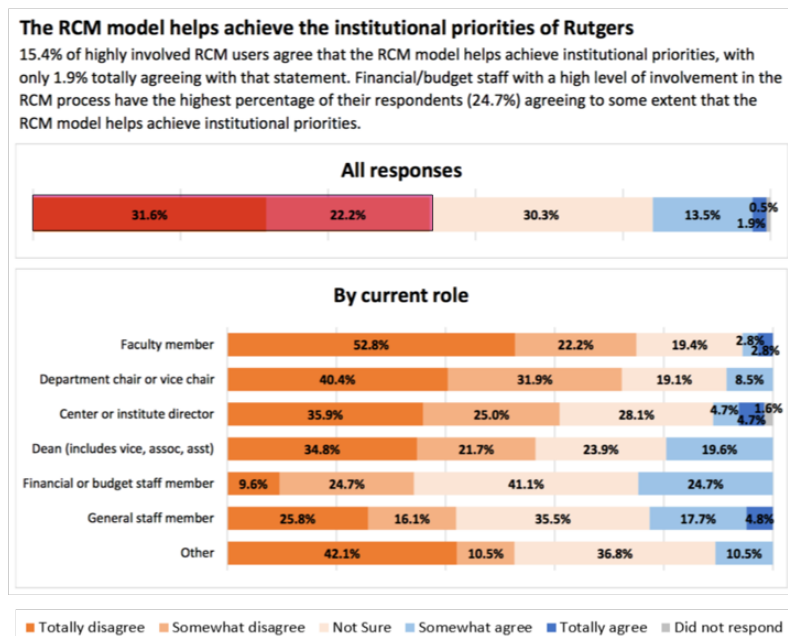 The RCM model helps achieve the institutional priorities of Rutgers
15.4% of highly involved RCM users agree that the RCM model helps achieve institutional priorities, with
only 1.9% totally agreeing with that statement. Financial/budget staff with a high level of involvement in the
RCM process have the highest percentage of their respondents (24.7%) agreeing to some extent that the
RCM model helps achieve institutional priorities.
All responses
31.6% 22.2% 30.3% 13.5% 1.9% 0.5%
By current role
Faculty member 52.8% 22.2% 19.4% 2.8% 2.8%
Department chair or vice chair 40.4% 31.9% 19.1% 8.5%
Center or institute director 35.9% 25.0% 28.1% 4.7% 4.7% 1.6%
Dean (includes vice, assoc, asst) 34.8% 21.7% 23.9% 19.6%
Financial or budget staff member 9.6% 24.7% 41.1% 24.7%
General staff member 25.8% 16.1% 35.5% 17.7% 4.8%
Other 42.1% 10.5% 36.8% 10.5%
Totally disagree Somewhat disagree Not Sure Somewhat agree Totally agree Did not respond